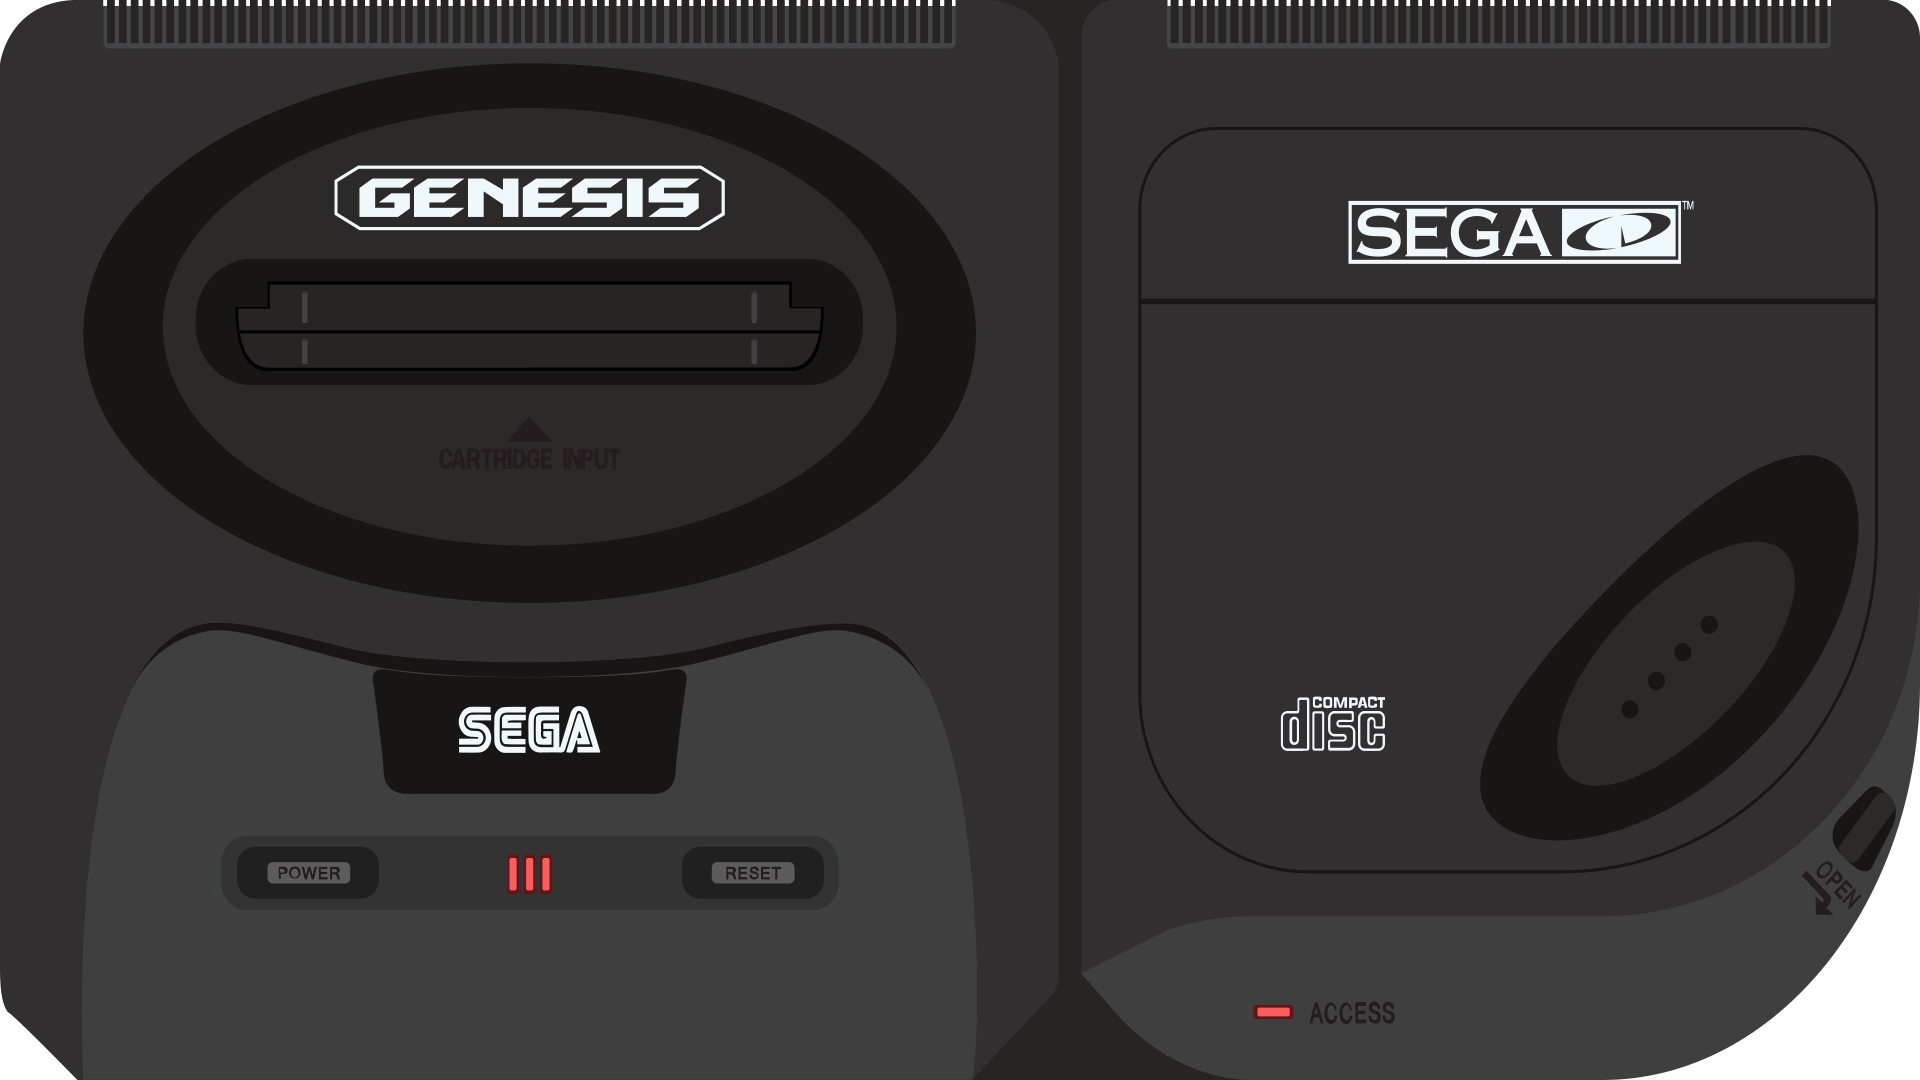 GENESIS
CARTRIDGE INPUT
SEGA
POWER
RESET
SEGA
TM
COMPACT
disc
OPEN
ACCESS